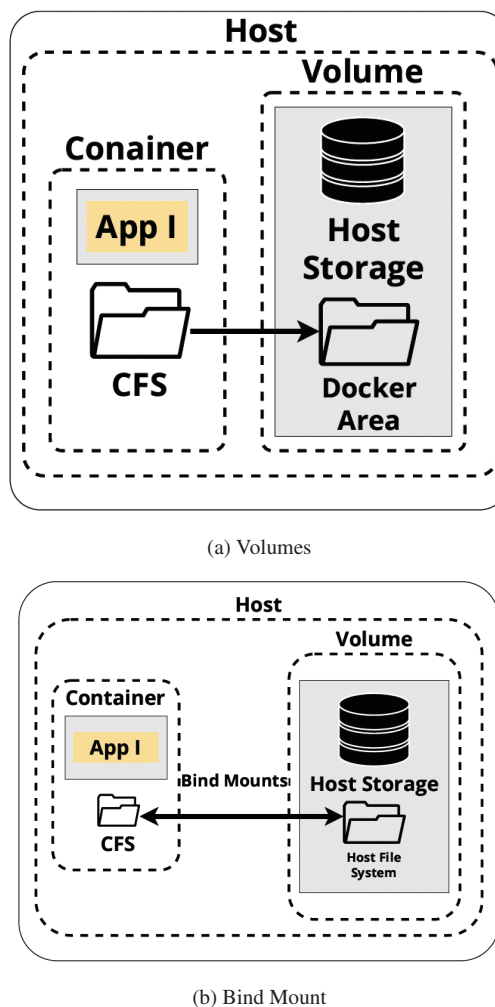 Host
Volume
Conainer
App I
Host
Storage
CFS
Docker
Area
(a) Volumes
Host
Volume
Container
App I
Bind Mounts
Host Storage
CFS
Host File
System
(b) Bind Mount